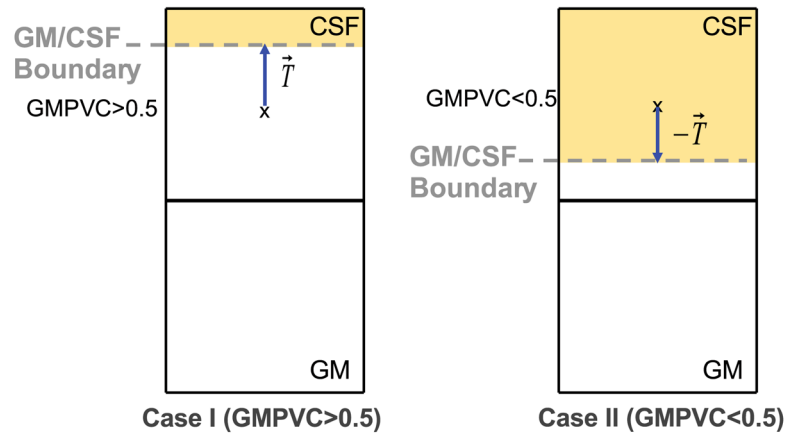 CSF
GM/CSF
Boundary
T
GMPVC>0.5
x
GM
Case I (GMPVC>0.5)
CSF
GMPVC<0.5
x
−T
GM/CSF
Boundary
GM
Case II (GMPVC<0.5)